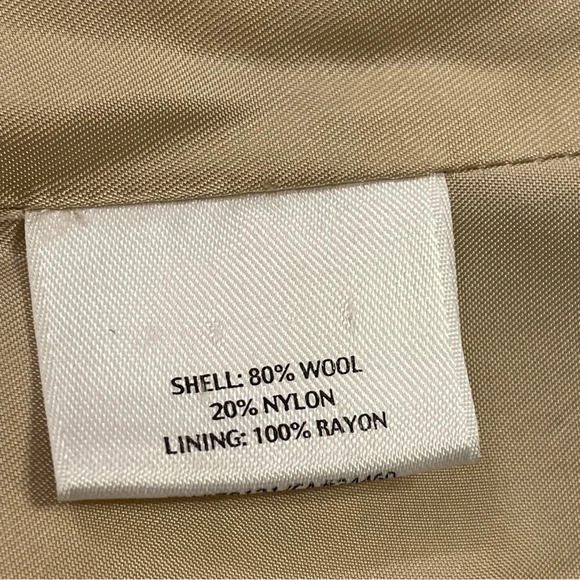 SHELL: 80% WOOL
20% NYLON
LINING: 100% RAYON